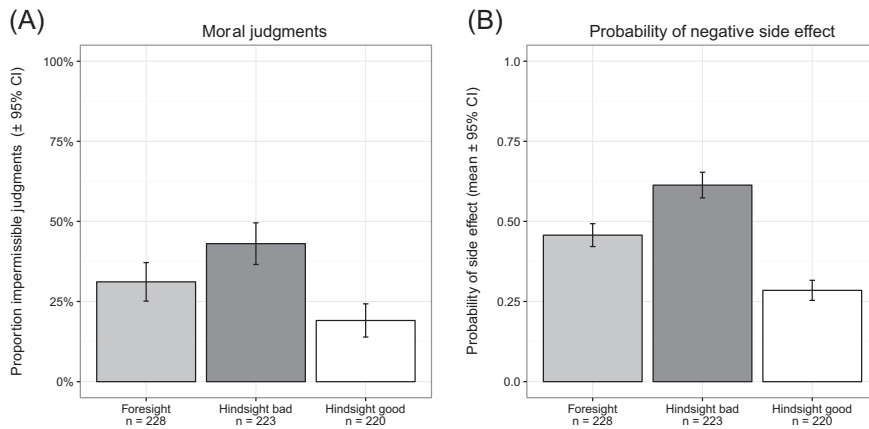 (A)
Moral judgments
Proportion impermissible judgments (± 95% CI)
100%
75%
50%
25%
0%
Foresight
n = 228
Hindsight bad
n = 223
Hindsight good
n = 220
(B)
Probability of negative side effect
Probability of side effect (mean ± 95% CI)
1.0
0.75
0.50
0.25
0.0
Foresight
n = 228
Hindsight bad
n = 223
Hindsight good
n = 220